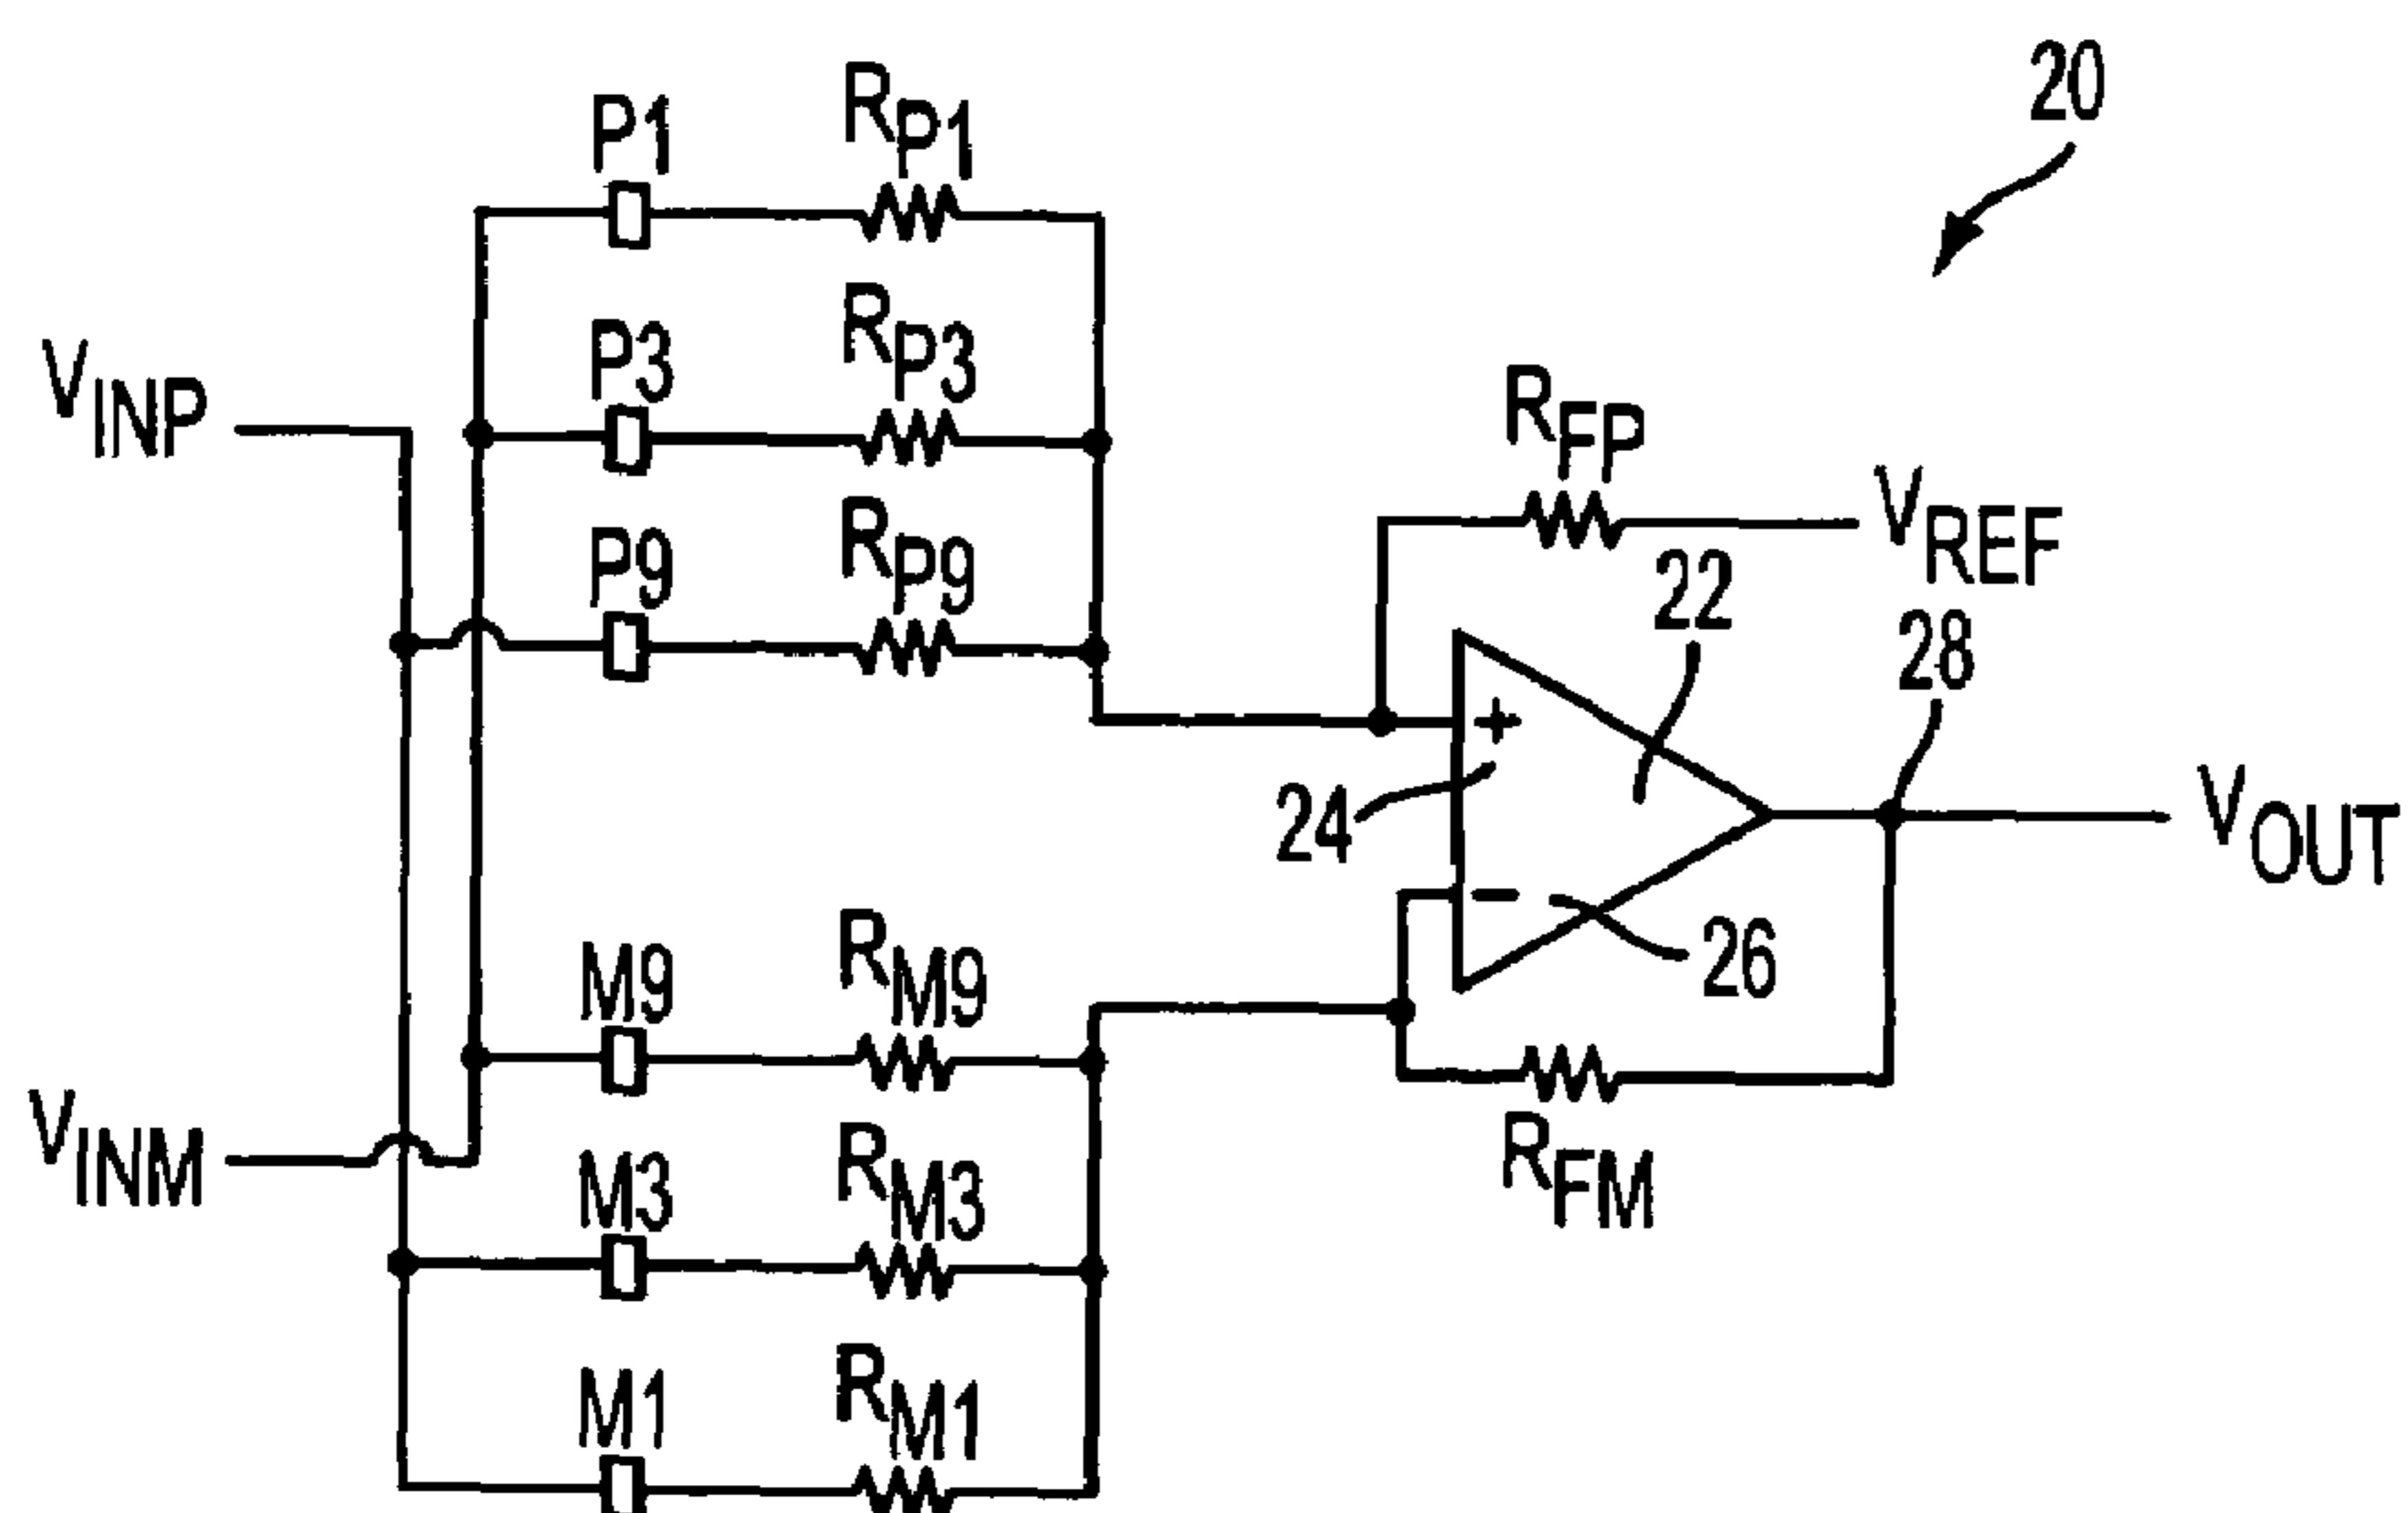 20
P1
RP1
P3
RP3
VINP
P9
RP9
RFP
VREF
22
28
+
24
VOUT
−
26
M9
RM9
VINM
M3
RM3
RFM
M1
RM1